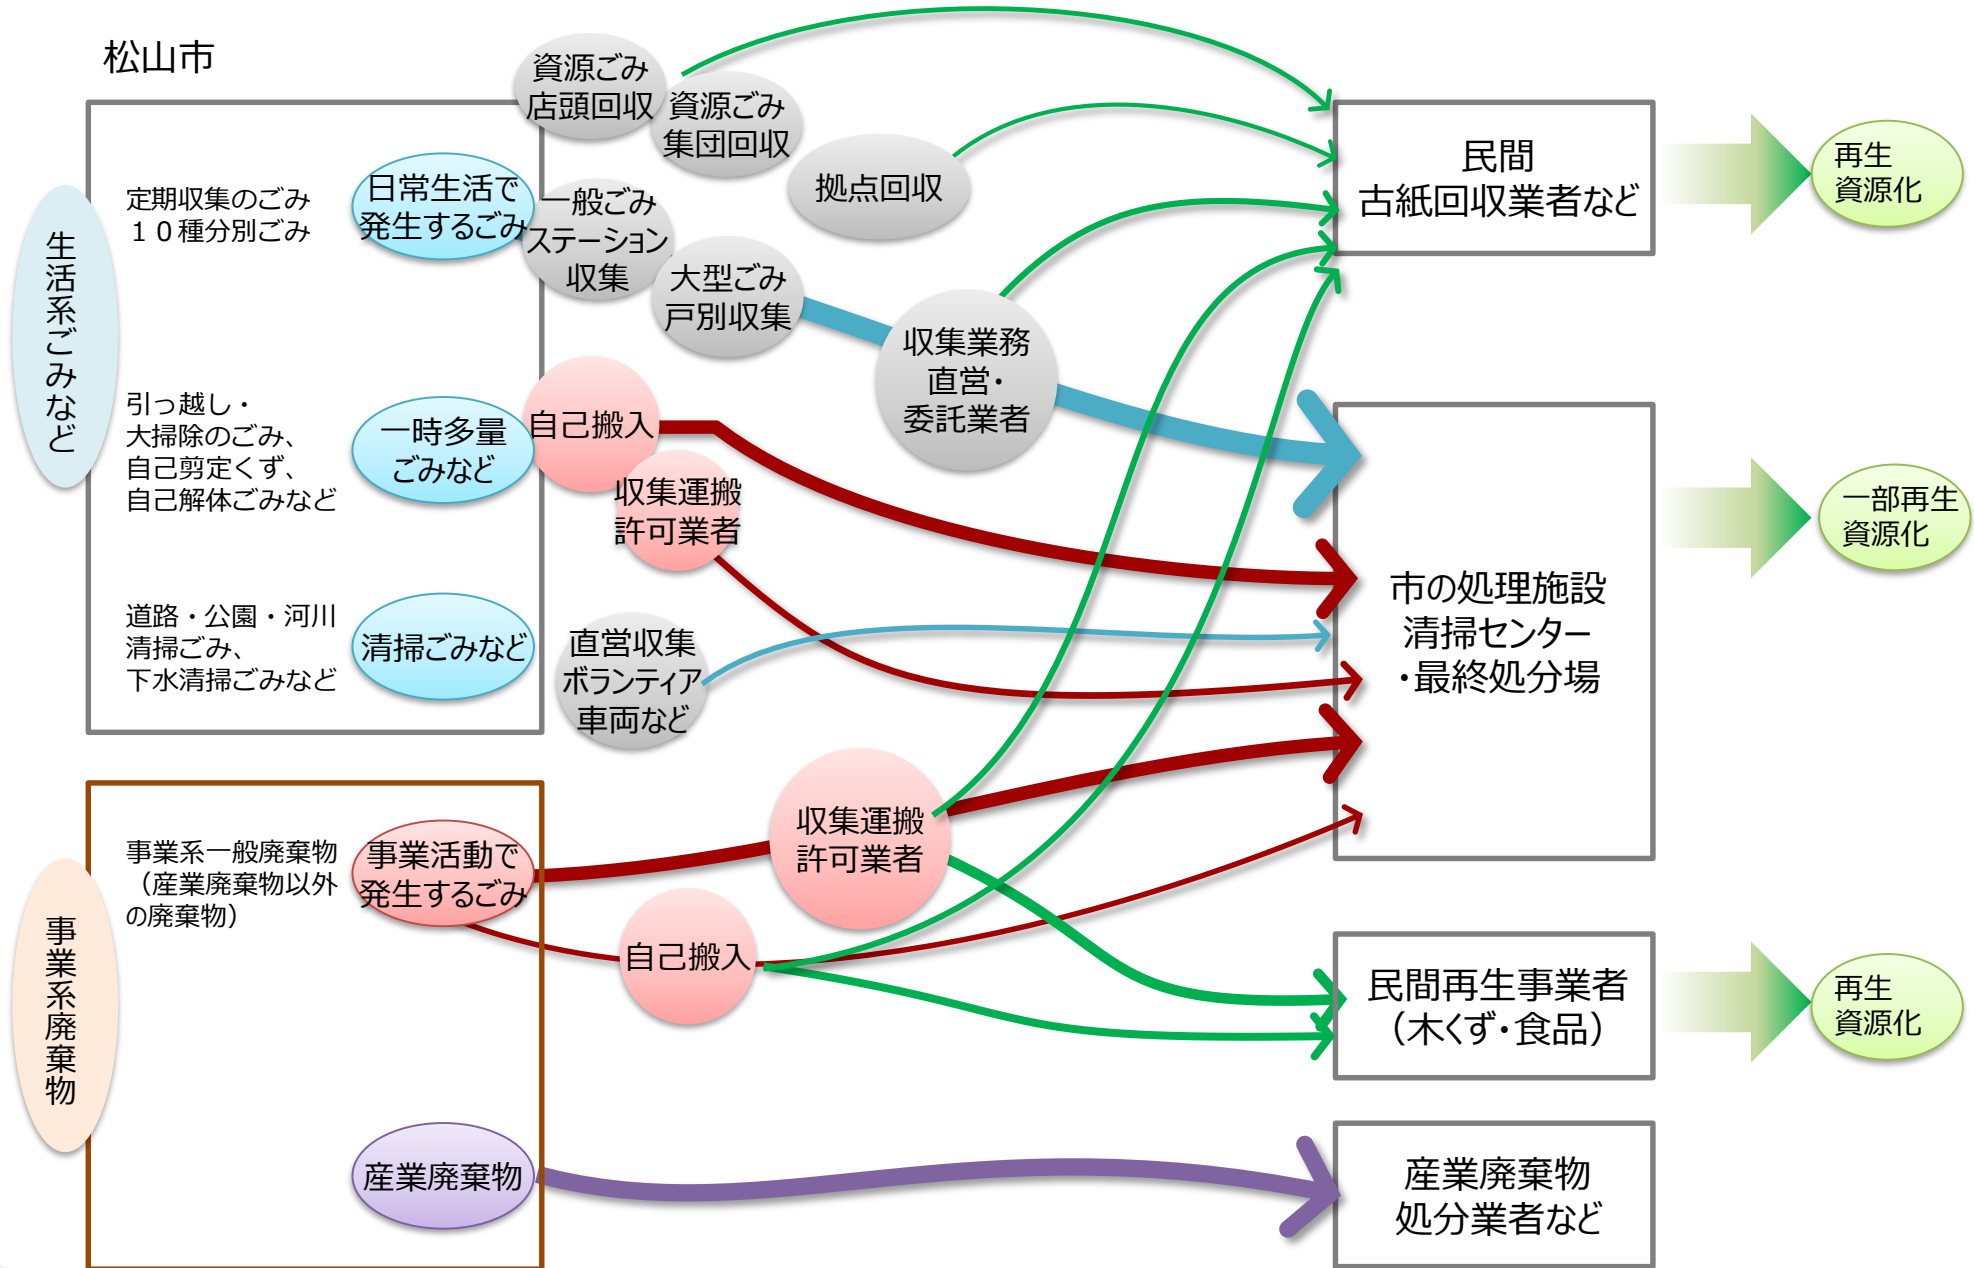 松山市
生活系ごみなど
定期収集のごみ
１０種分別ごみ
日常生活で
発生するごみ
資源ごみ
店頭回収
資源ごみ
集団回収
拠点回収
一般ごみ
ステーション
収集
大型ごみ
戸別収集
収集業務
直営・
委託業者
引っ越し・
大掃除のごみ、
自己剪定くず、
自己解体ごみなど
一時多量
ごみなど
自己搬入
収集運搬
許可業者
道路・公園・河川
清掃ごみ、
下水清掃ごみなど
清掃ごみなど
直営収集
ボランティア
車両など
事業系廃棄物
事業系一般廃棄物
（産業廃棄物以外
の廃棄物）
事業活動で
発生するごみ
収集運搬
許可業者
自己搬入
産業廃棄物
民間
古紙回収業者など
再生
資源化
市の処理施設
清掃センター
・最終処分場
一部再生
資源化
民間再生事業者
（木くず・食品）
再生
資源化
産業廃棄物
処分業者など